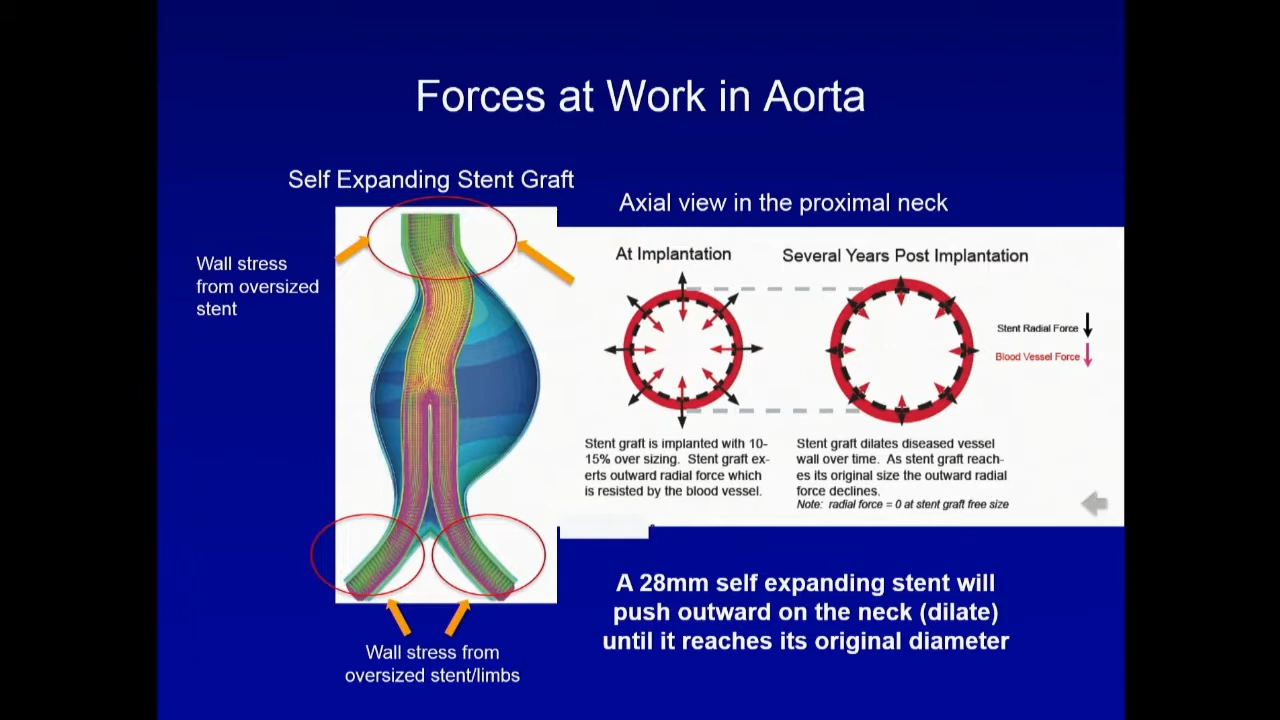 Forces at Work in Aorta
Self Expanding Stent Graft
Axial view in the proximal neck
Wall stress
from oversized
stent
At Implantation
Several Years Post Implantation
Stent Radial Force
Blood Vessel Force
Stent graft is implanted with 10-
15% over sizing. Stent graft ex-
erts outward radial force which
is resisted by the blood vessel.
Stent graft dilates diseased vessel
wall over time. As stent graft reach-
es its original size the outward radial
force declines.
Note: radial force = 0 at stent graft free size
A 28mm self expanding stent will
push outward on the neck (dilate)
until it reaches its original diameter
Wall stress from
oversized stent/limbs